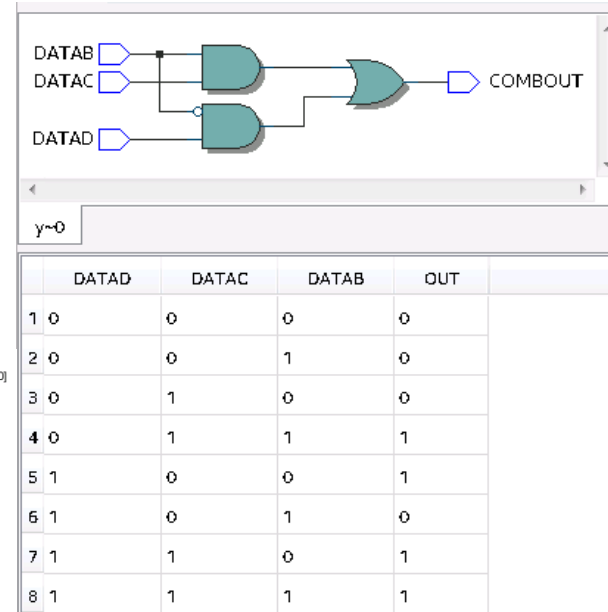 DATAB
DATAC COMBOUT
DATAD
y~0
DATAD DATAC DATAB OUT
1 0 0 0 0
2 0 0 1 0
3 0 1 0 0
4 0 1 1 1
5 1 0 0 1
6 1 0 1 0
7 1 1 0 1
8 1 1 1 1